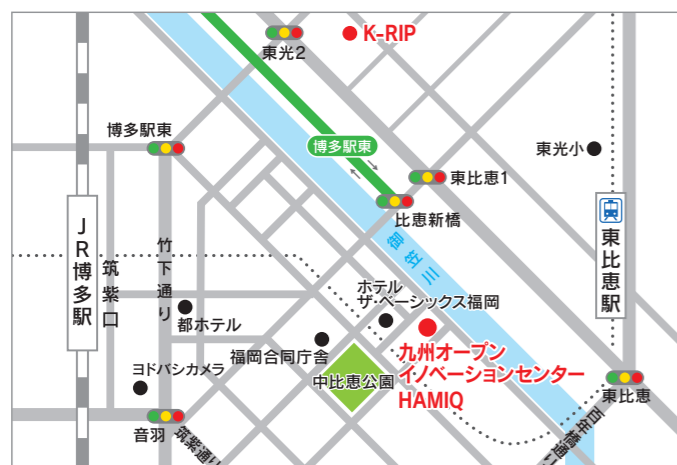 K-RIP
東光2
博多駅東
博多駅東
東光小
東比恵1
比恵新橋
JR博多駅
筑紫口
竹下通り
御笠川
東比恵駅
ホテル
ザ・ベーシックス福岡
都ホテル
福岡合同庁舎
中比恵公園
九州オープン
イノベーションセンター
HAMIQ
ヨドバシカメラ
東比恵
音羽
筑紫通り
百年橋通り